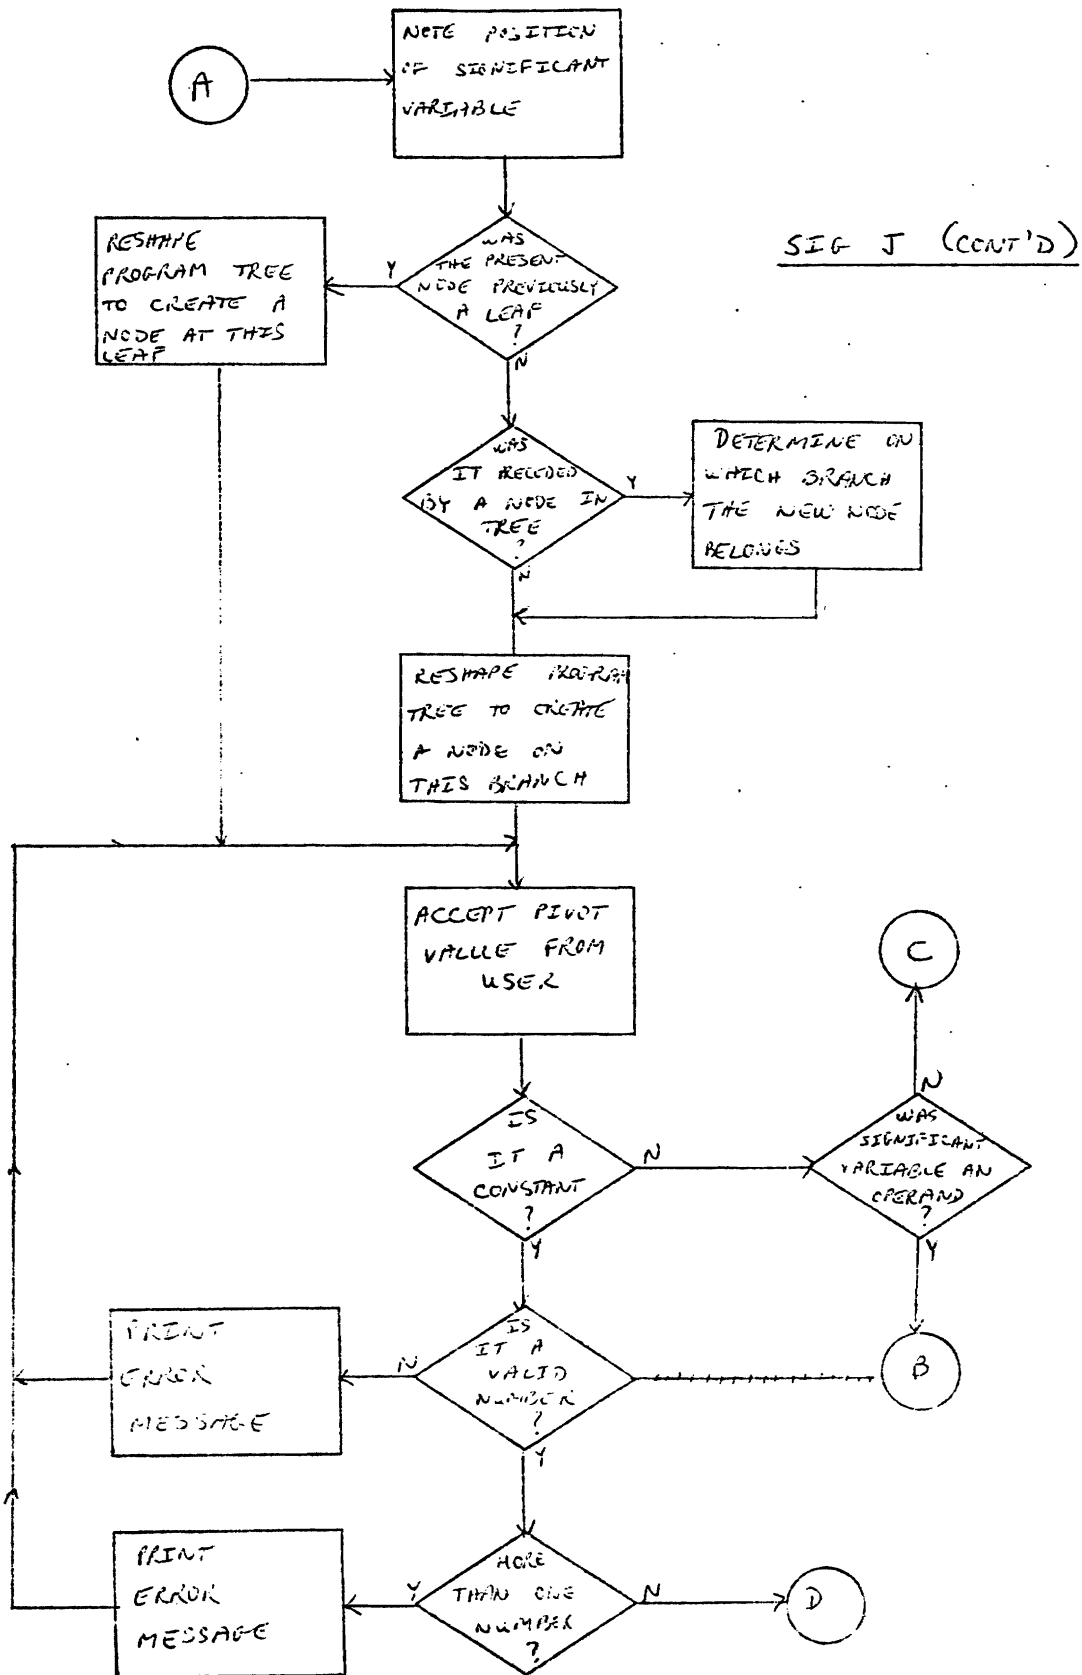 A
NOTE POSITION
OF SIGNIFICANT
VARIABLE
SIG J (CONT'D)
RESHAPE
PROGRAM TREE
TO CREATE A
NODE AT THIS
LEAF
Y
WAS
THE PRESENT
NODE PREVIOUSLY
A LEAF
?
N
WAS
IT PRECEDED
BY A NODE IN
TREE
?
N
Y
DETERMINE ON
WHICH BRANCH
THE NEW NODE
BELONGS
RESHAPE PROGRAM
TREE TO CREATE
A NODE ON
THIS BRANCH
ACCEPT PIVOT
VALUE FROM
USER
C
N
IS
IT A
CONSTANT
?
Y
N
WAS
SIGNIFICANT
VARIABLE AN
OPERAND
?
Y
PRINT
ERROR
MESSAGE
N
IS
IT A
VALID
NUMBER
?
Y
B
PRINT
ERROR
MESSAGE
Y
MORE
THAN ONE
NUMBER
?
N
D